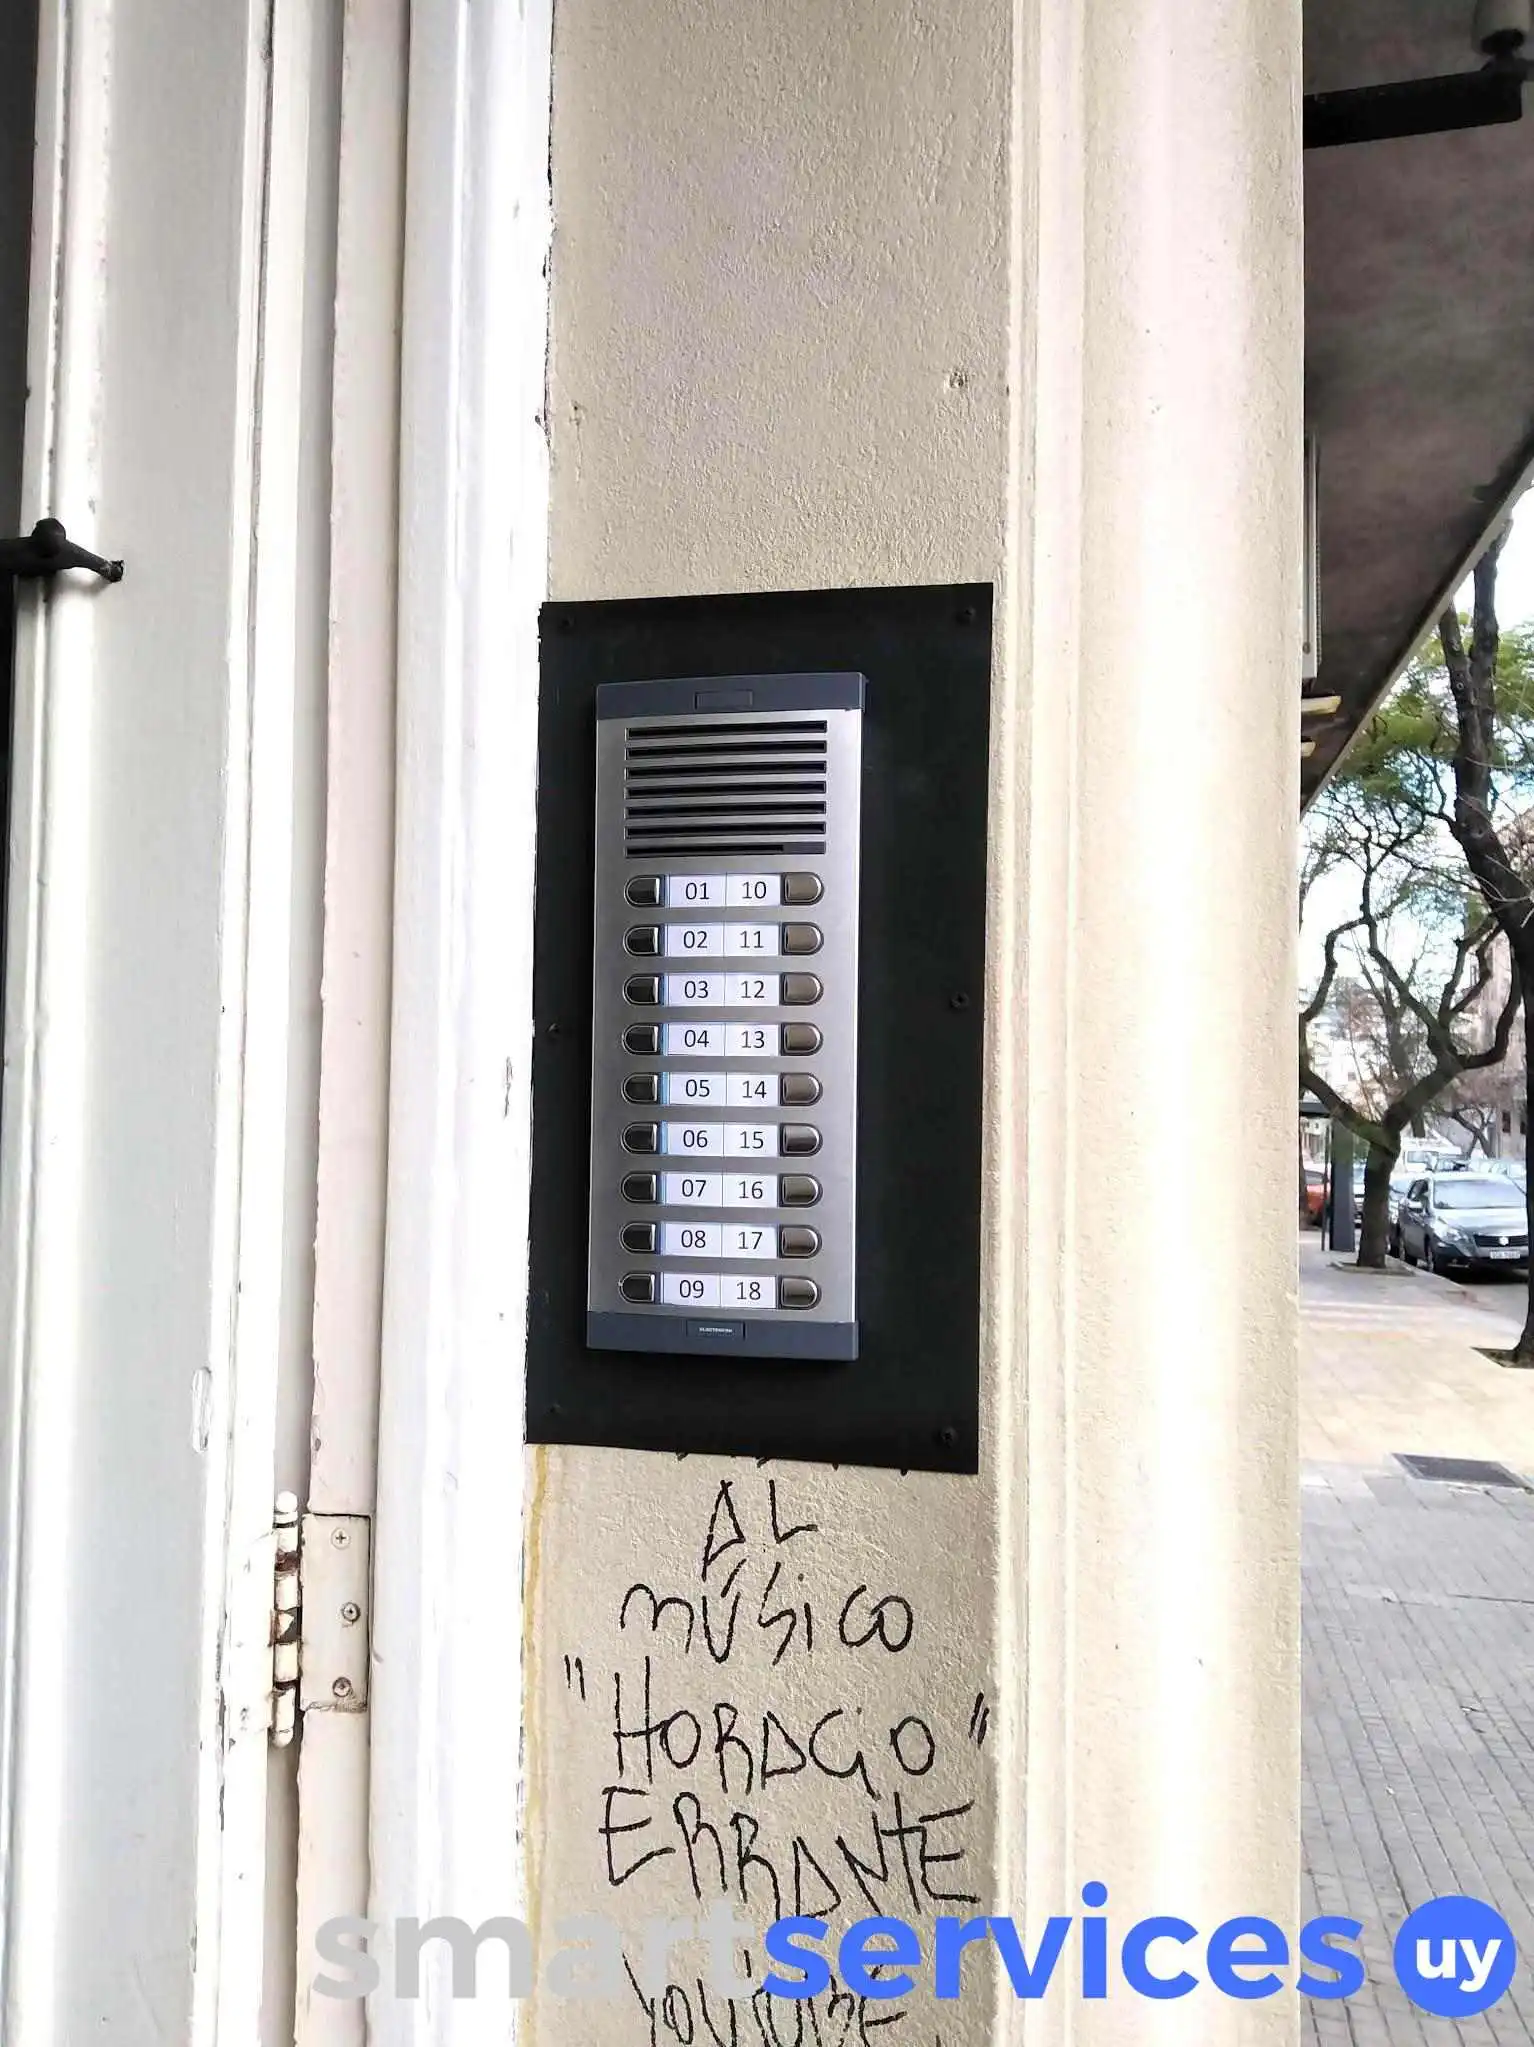 01 10
02 11
03 12
04 13
05 14
06 15
07 16
08 17
09 18
AL
MÚSICO
"HORACIO"
ERRANTE
YOUTUBE
smartservices uy